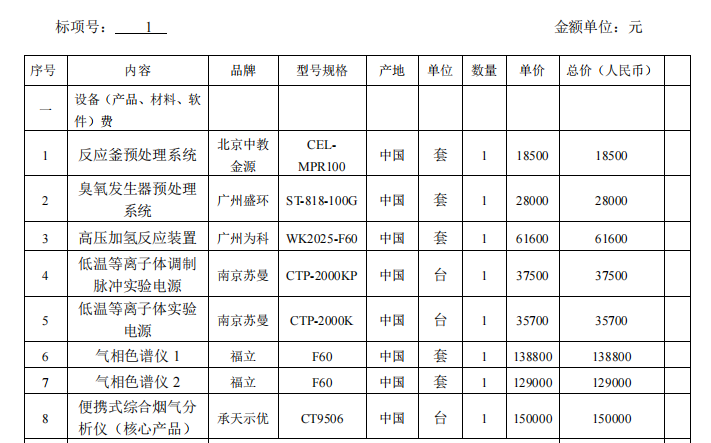 标项号： 1 金额单位：元
序号 内容 品牌 型号规格 产地 单位 数量 单价 总价（人民币）
一 设备（产品、材料、软
件）费
1 反应釜预处理系统 北京中教
金源 CEL-
MPR100 中国 套 1 18500 18500
2 臭氧发生器预处理
系统 广州盛环 ST-818-100G 中国 套 1 28000 28000
3 高压加氢反应装置 广州为科 WK2025-F60 中国 套 1 61600 61600
4 低温等离子体调制
脉冲实验电源 南京苏曼 CTP-2000KP 中国 台 1 37500 37500
5 低温等离子体实验
电源 南京苏曼 CTP-2000K 中国 台 1 35700 35700
6 气相色谱仪 1 福立 F60 中国 套 1 138800 138800
7 气相色谱仪 2 福立 F60 中国 套 1 129000 129000
8 便携式综合烟气分
析仪（核心产品） 承天示优 CT9506 中国 台 1 150000 150000